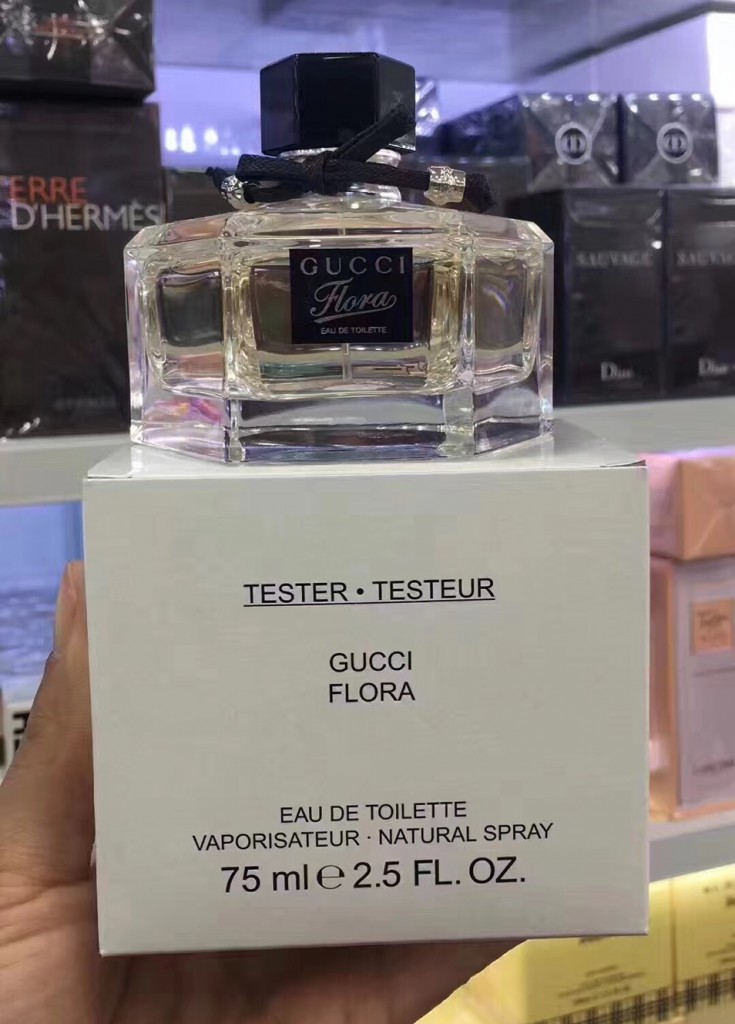 ERRE
D'HERMÈS
GUCCI
Flora
EAU DE TOILETTE
SAUVAGE
Dior
Dior
TESTER • TESTEUR
GUCCI
FLORA
EAU DE TOILETTE
VAPORISATEUR · NATURAL SPRAY
75 ml ℮ 2.5 FL. OZ.